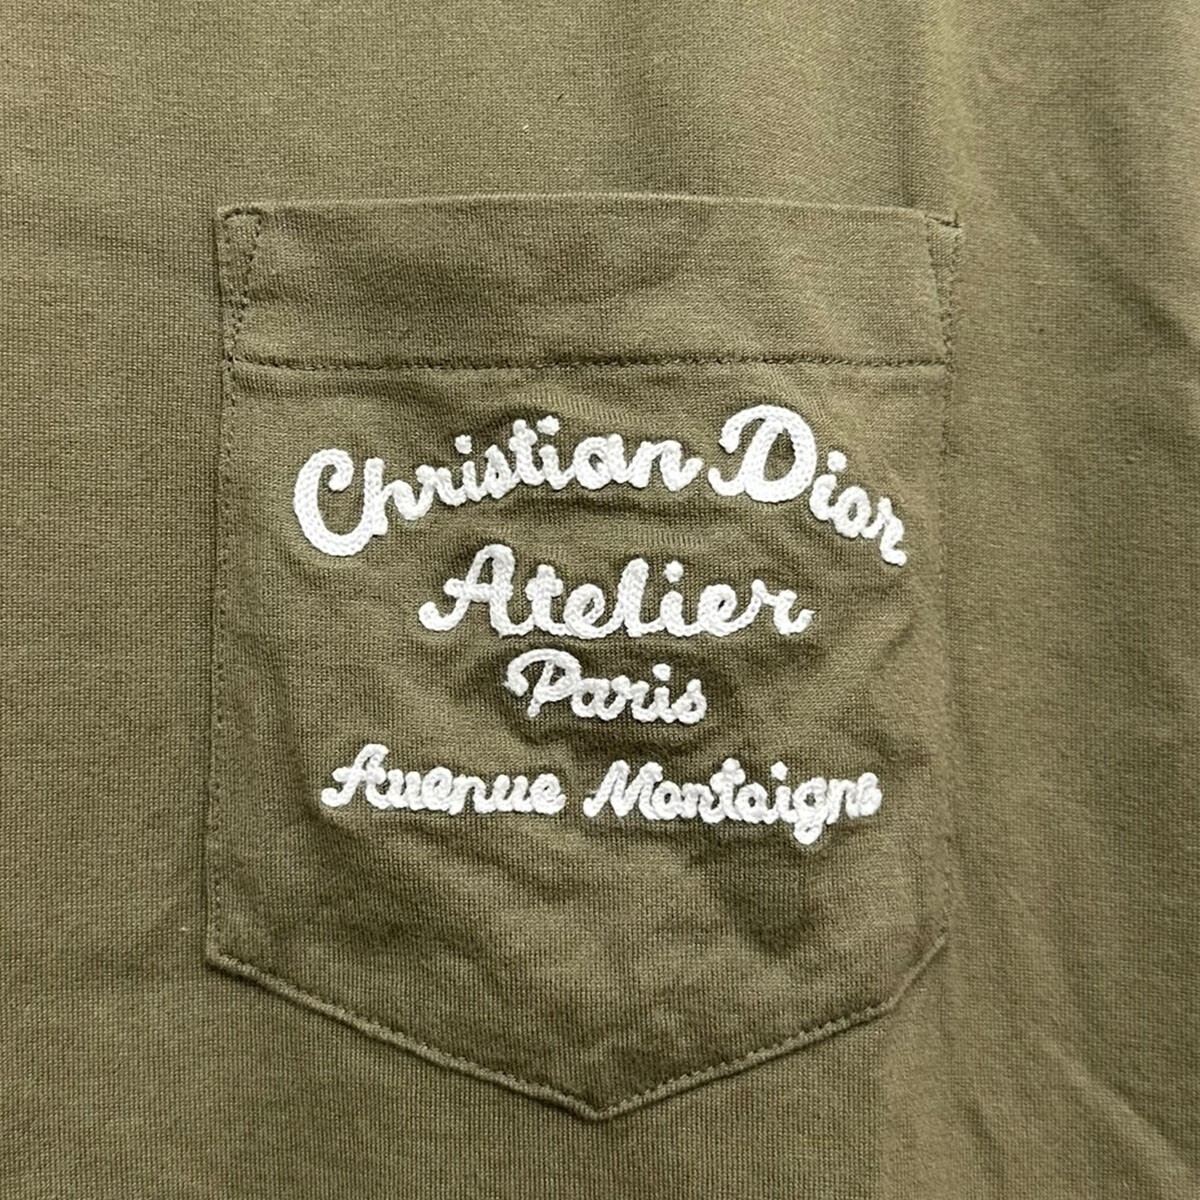 Christian Dior
Atelier
Paris
Avenue Montaigne